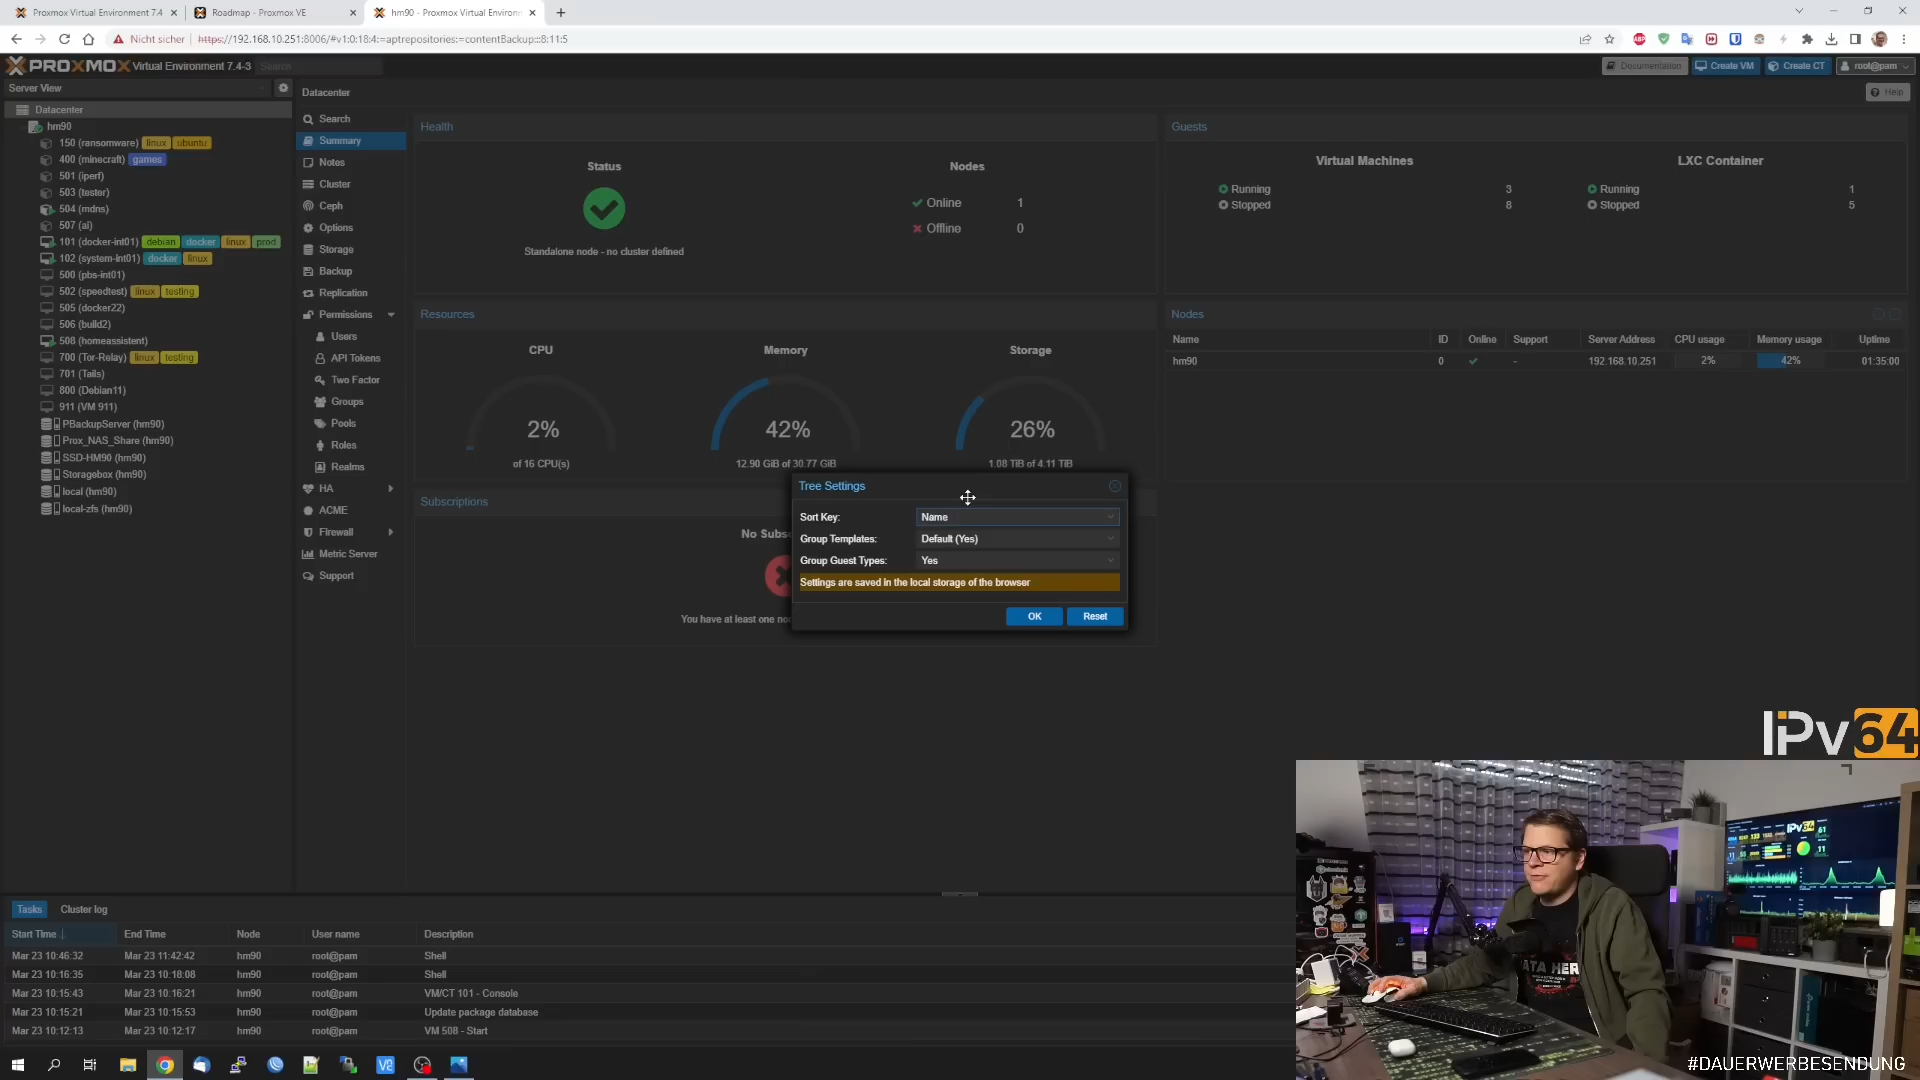 Proxmox Virtual Environment 7.4
Roadmap - Proxmox VE
hm90 - Proxmox Virtual Environ
Nicht sicher
https://192.168.10.251:8006/#v1:0:18:4:=aptrepositories:=contentBackup:::8:11:5
PROXMOX Virtual Environment 7.4-3
Search
Documentation
Create VM
Create CT
root@pam
Server View
Datacenter
Help
Datacenter
hm90
150 (ransomware) linux ubuntu
400 (minecraft) games
501 (iperf)
503 (tester)
504 (mdns)
507 (al)
101 (docker-int01) debian docker linux prod
102 (system-int01) docker linux
500 (pbs-int01)
502 (speedtest) linux testing
505 (docker22)
506 (build2)
508 (homeassistent)
700 (Tor-Relay) linux testing
701 (Tails)
800 (Debian11)
911 (VM 911)
PBackupServer (hm90)
Prox_NAS_Share (hm90)
SSD-HM90 (hm90)
Storagebox (hm90)
local (hm90)
local-zfs (hm90)
Search
Summary
Notes
Cluster
Ceph
Options
Storage
Backup
Replication
Permissions
Users
API Tokens
Two Factor
Groups
Pools
Roles
Realms
HA
ACME
Firewall
Metric Server
Support
Health
Status
Standalone node - no cluster defined
Nodes
Online 1
Offline 0
Guests
Virtual Machines
Running 3
Stopped 8
LXC Container
Running 1
Stopped 5
Resources
CPU
2%
of 16 CPU(s)
Memory
42%
12.90 GiB of 30.77 GiB
Storage
26%
1.08 TiB of 4.11 TiB
Nodes
Name ID Online Support Server Address CPU usage Memory usage Uptime
hm90 0 - 192.168.10.251 2% 42% 01:35:00
Subscriptions
No Subs
You have at least one no
Tree Settings
Sort Key: Name
Group Templates: Default (Yes)
Group Guest Types: Yes
Settings are saved in the local storage of the browser
OK
Reset
IPv64
Tasks
Cluster log
Start Time End Time Node User name Description
Mar 23 10:46:32 Mar 23 11:42:42 hm90 root@pam Shell
Mar 23 10:16:35 Mar 23 10:18:08 hm90 root@pam Shell
Mar 23 10:15:43 Mar 23 10:16:21 hm90 root@pam VM/CT 101 - Console
Mar 23 10:15:21 Mar 23 10:15:53 hm90 root@pam Update package database
Mar 23 10:12:13 Mar 23 10:12:17 hm90 root@pam VM 508 - Start
IPv64
ATA HER
#DAUERWERBESENDUNG